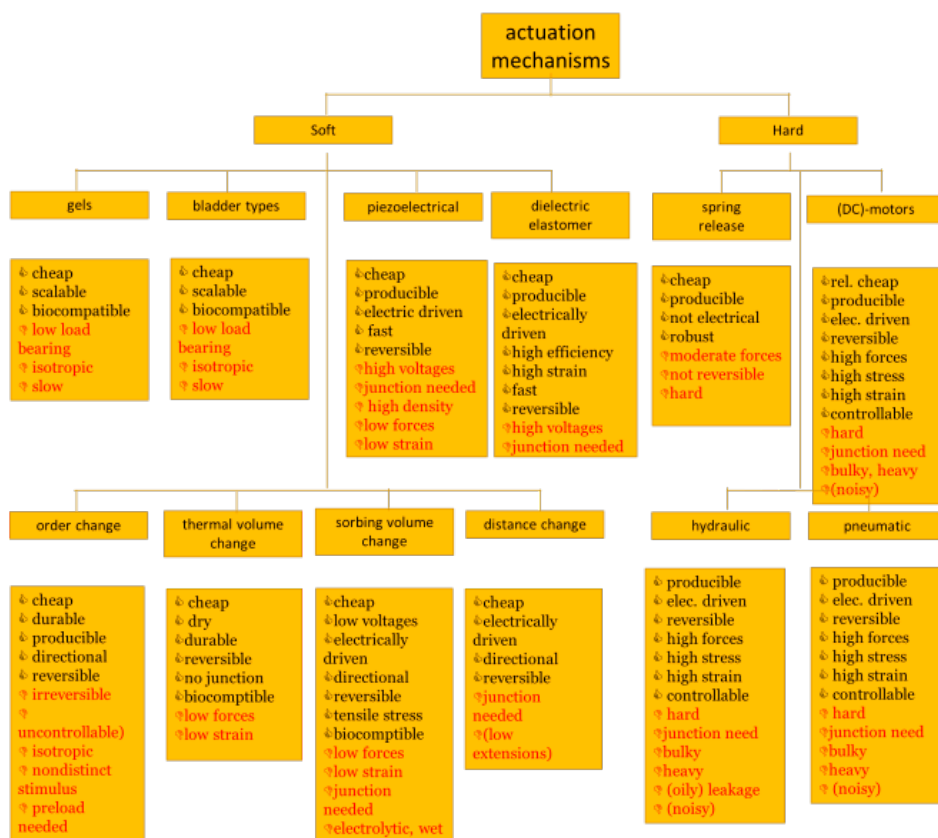 actuation
mechanisms
Soft
Hard
gels
bladder types
piezoelectrical
dielectric
elastomer
spring
release
(DC)-motors
cheap
scalable
biocompatible
low load
bearing
isotropic
slow
cheap
scalable
biocompatible
low load
bearing
isotropic
slow
cheap
producible
electric driven
fast
reversible
high voltages
junction needed
high density
low forces
low strain
cheap
producible
electrically
driven
high efficiency
high strain
fast
reversible
high voltages
junction needed
cheap
producible
not electrical
robust
moderate forces
not reversible
hard
rel. cheap
producible
elec. driven
reversible
high forces
high stress
high strain
controllable
hard
junction need
bulky, heavy
(noisy)
order change
thermal volume
change
sorbing volume
change
distance change
hydraulic
pneumatic
cheap
durable
producible
directional
reversible
irreversible
uncontrollable)
isotropic
nondistinct
stimulus
preload
needed
cheap
dry
durable
reversible
no junction
biocomptible
low forces
low strain
cheap
low voltages
electrically
driven
directional
reversible
tensile stress
biocomptible
low forces
low strain
junction
needed
electrolytic, wet
cheap
electrically
driven
directional
reversible
junction
needed
(low
extensions)
producible
elec. driven
reversible
high forces
high stress
high strain
controllable
hard
junction need
bulky
heavy
(oily) leakage
(noisy)
producible
elec. driven
reversible
high forces
high stress
high strain
controllable
hard
junction need
bulky
heavy
(noisy)